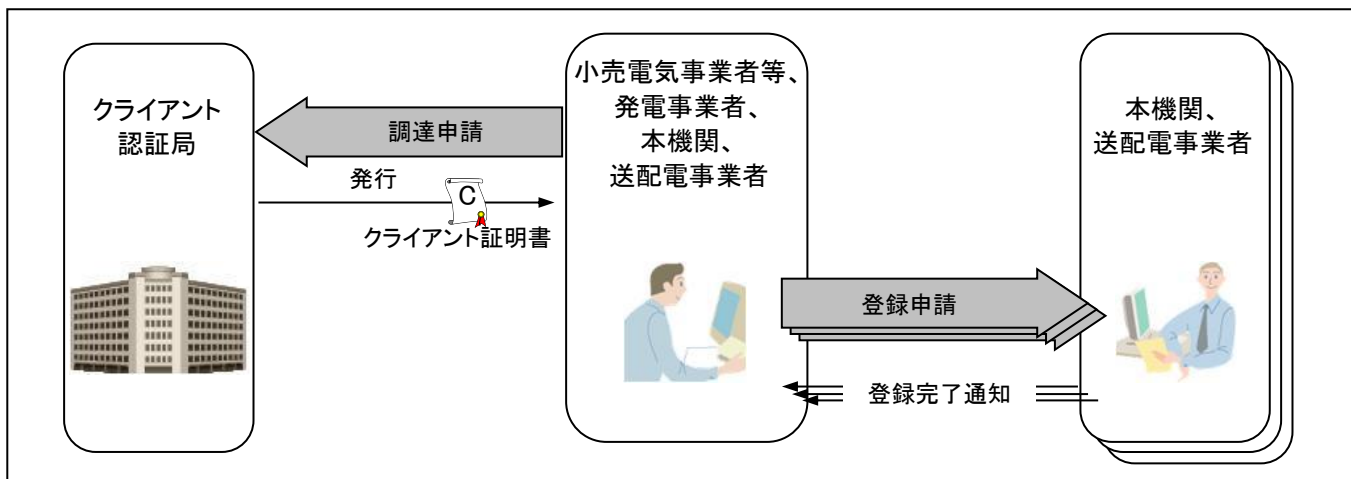 クライアント
認証局
調達申請
発行
C
クライアント証明書
小売電気事業者等、
発電事業者、
本機関、
送配電事業者
登録申請
登録完了通知
本機関、
送配電事業者